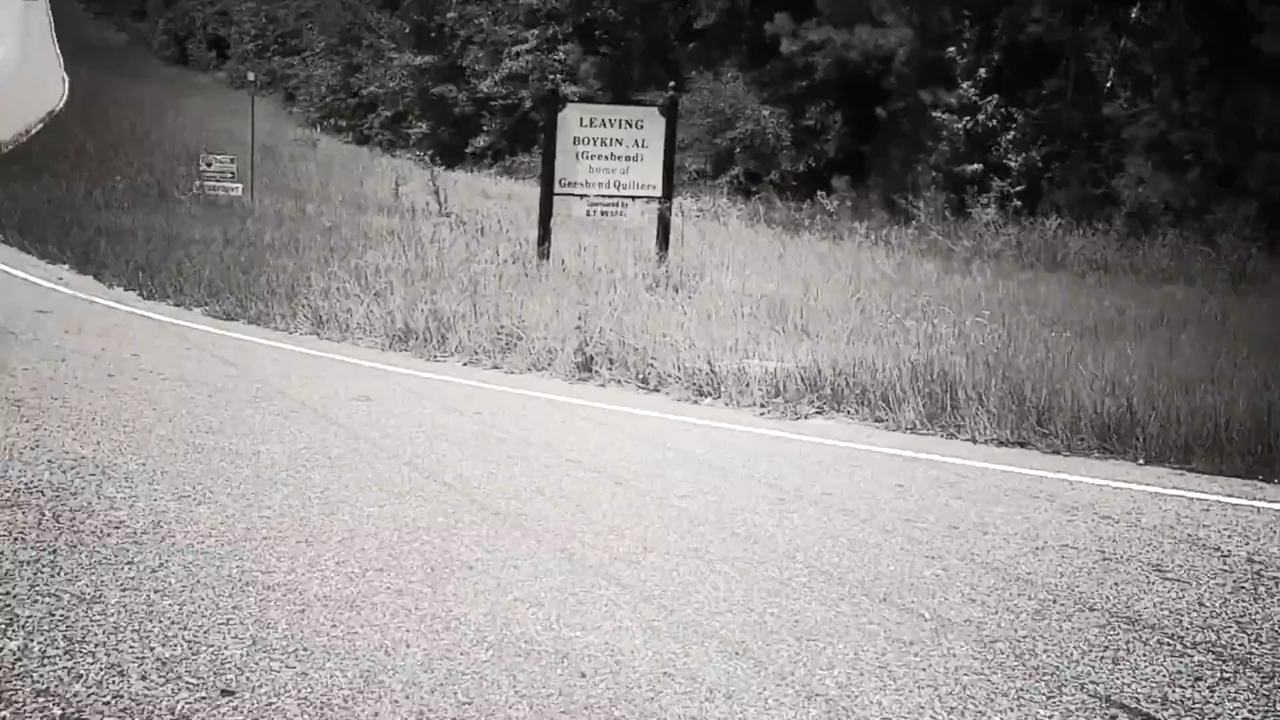 LEAVING
BOYKIN, AL
(Geesbend)
home of
Geesbend Quilters
Sponsored by